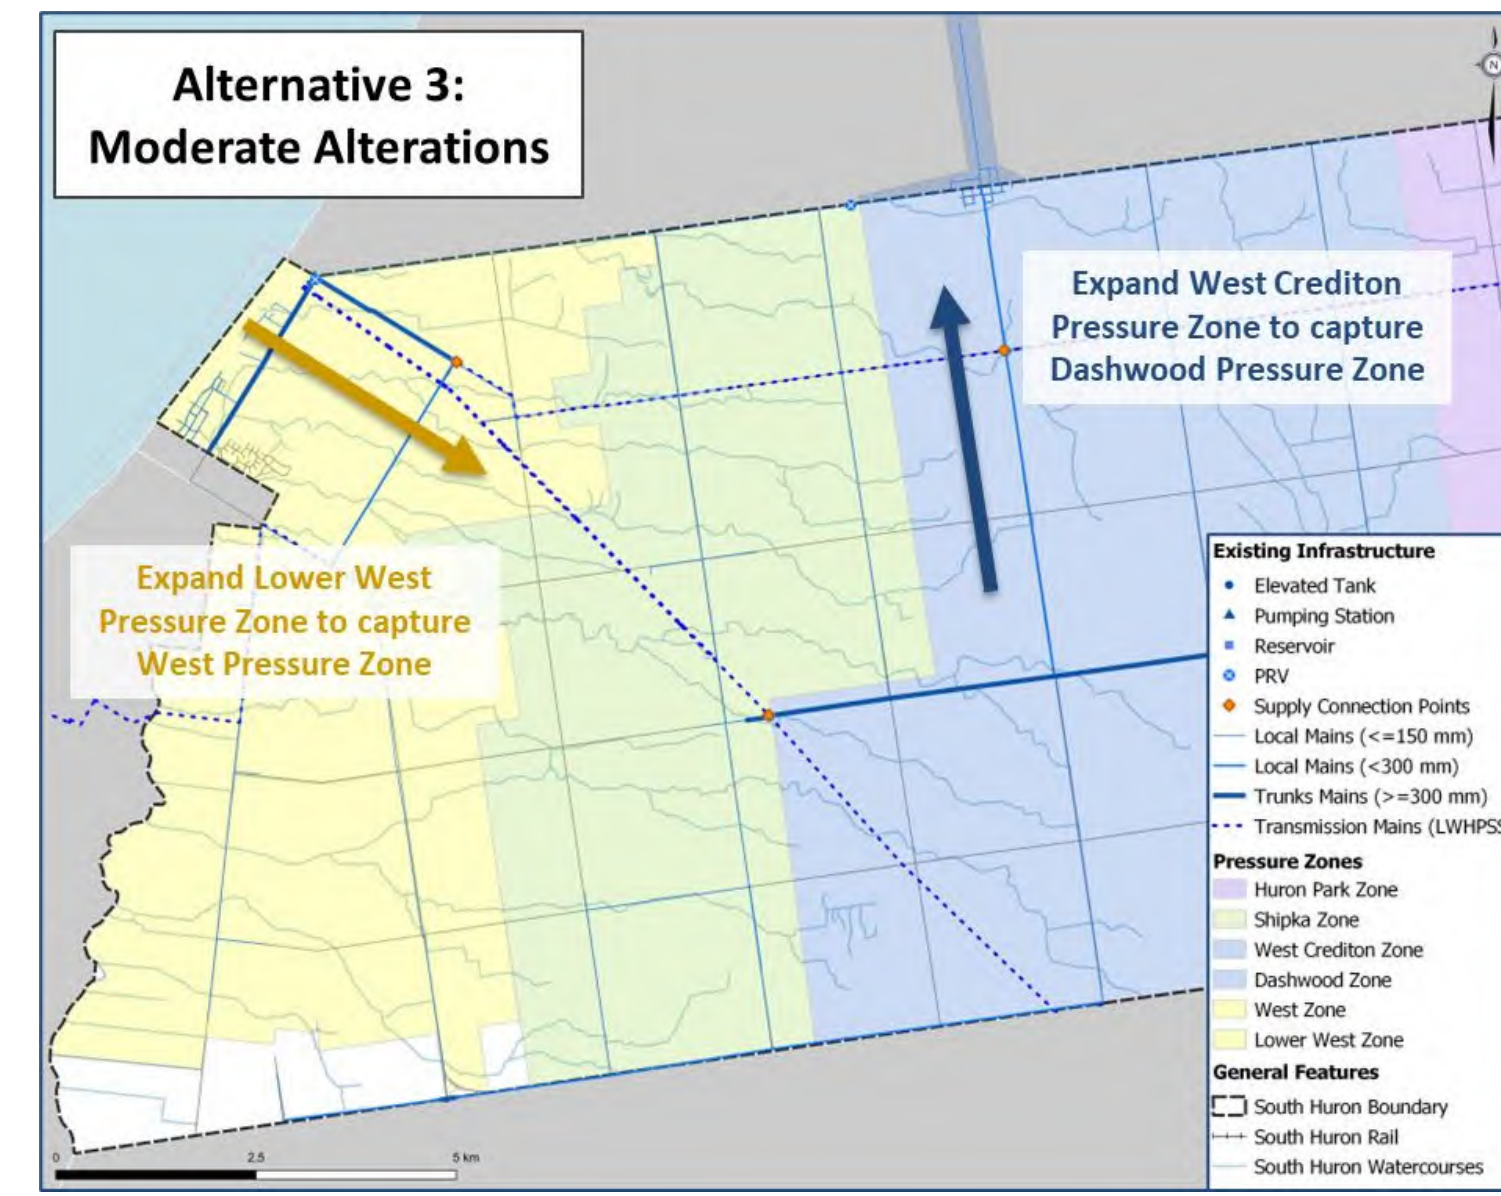 Alternative 3:
Moderate Alterations
N
Expand West Crediton
Pressure Zone to capture
Dashwood Pressure Zone
Expand Lower West
Pressure Zone to capture
West Pressure Zone
Existing Infrastructure
Elevated Tank
Pumping Station
Reservoir
PRV
Supply Connection Points
Local Mains (<=150 mm)
Local Mains (<300 mm)
Trunks Mains (>=300 mm)
Transmission Mains (LWHPSS
Pressure Zones
Huron Park Zone
Shipka Zone
West Crediton Zone
Dashwood Zone
West Zone
Lower West Zone
General Features
South Huron Boundary
South Huron Rail
South Huron Watercourses
0 2.5 5 km